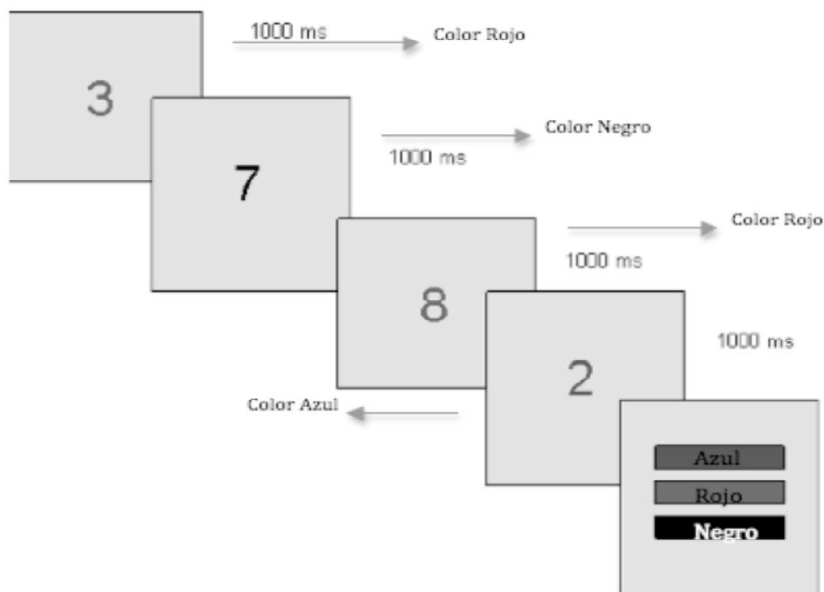 1000 ms
Color Rojo
3
Color Negro
1000 ms
7
Color Rojo
1000 ms
8
1000 ms
2
Color Azul
Azul
Rojo
Negro